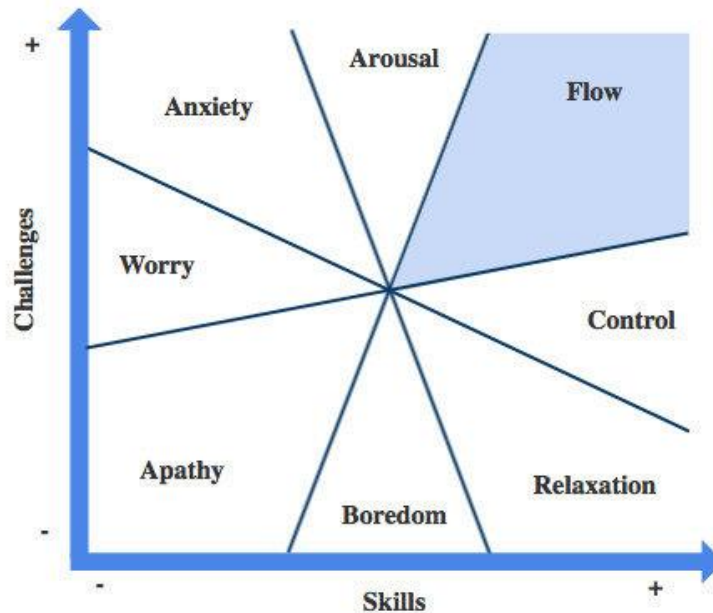 +
Arousal
Flow
Anxiety
Challenges
Worry
Control
Apathy
Relaxation
Boredom
-
-
+
Skills